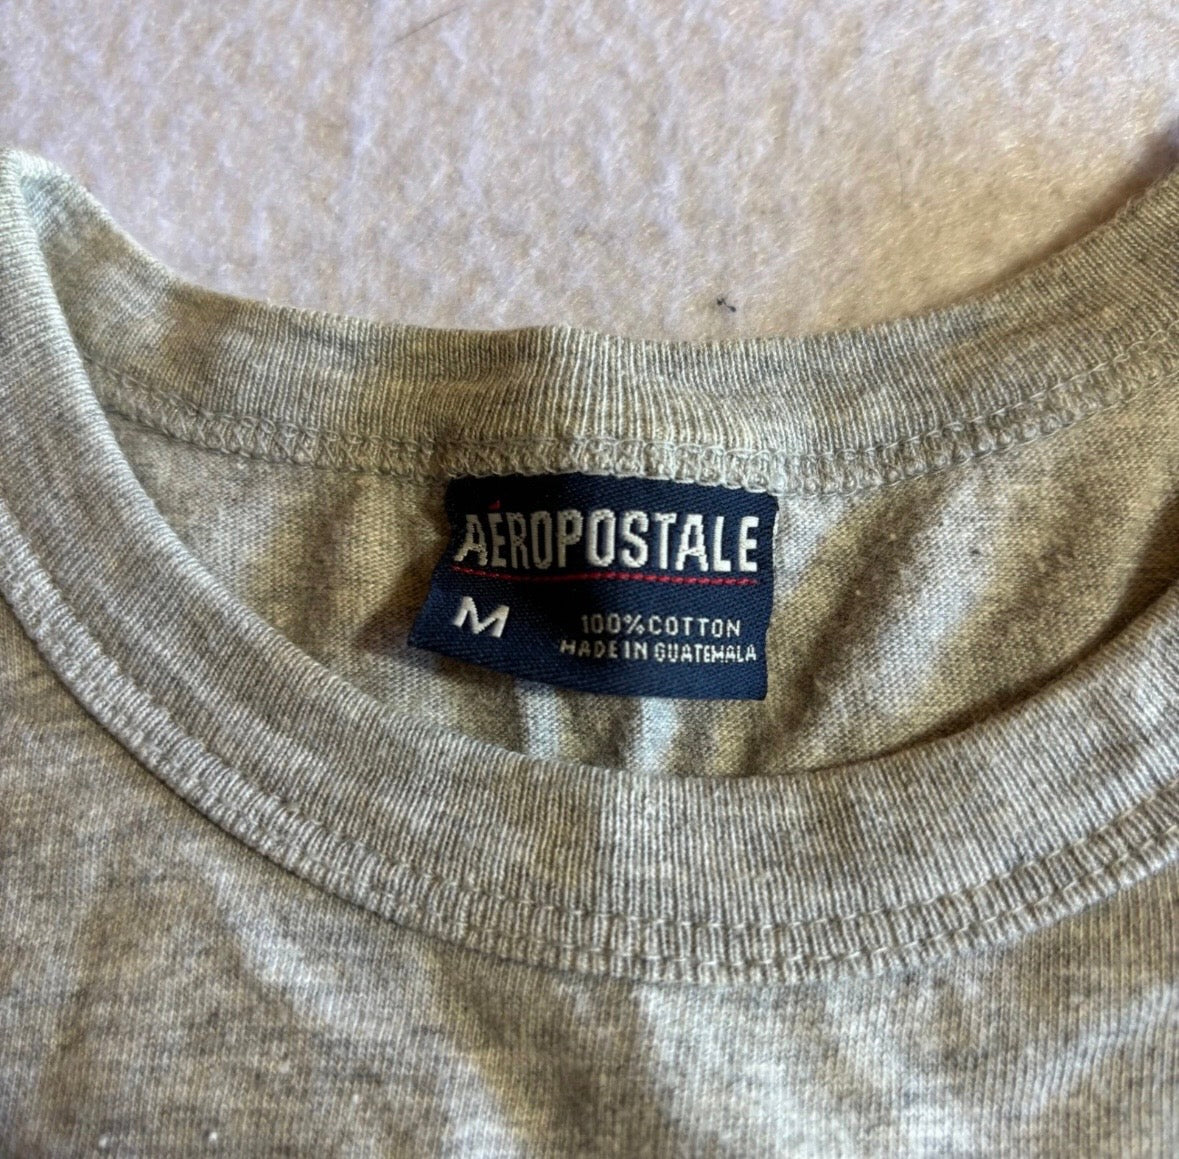 AÉROPOSTALE
M
100% COTTON
MADE IN GUATEMALA